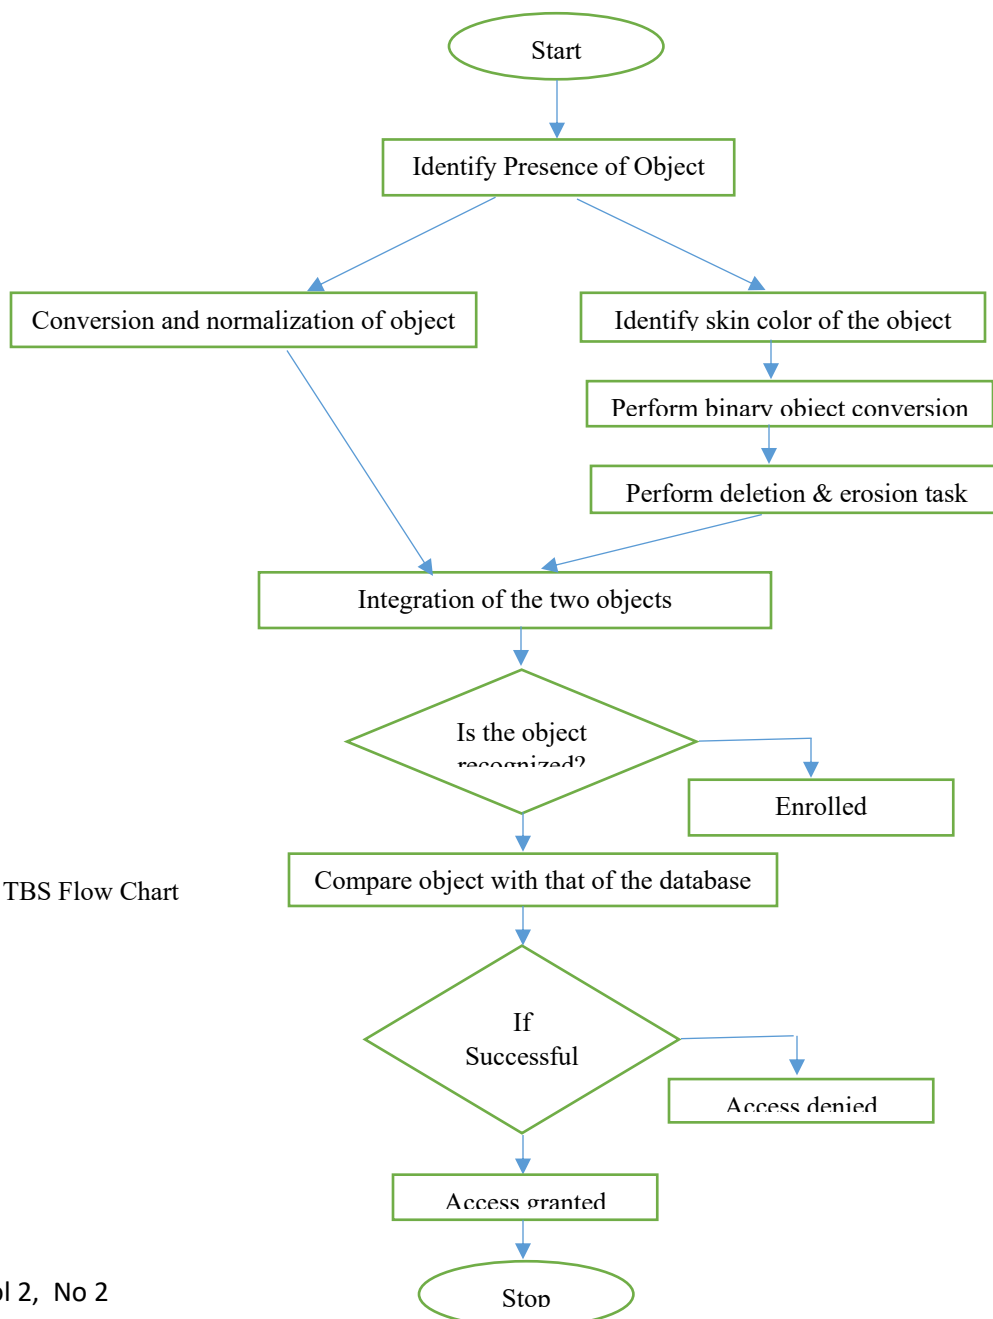 Start
Identify Presence of Object
Conversion and normalization of object
Identify skin color of the object
Perform binary object conversion
Perform deletion & erosion task
Integration of the two objects
Is the object
recognized?
Enrolled
Compare object with that of the database
TBS Flow Chart
If
Successful
Access denied
Access granted
Stop
ol 2, No 2